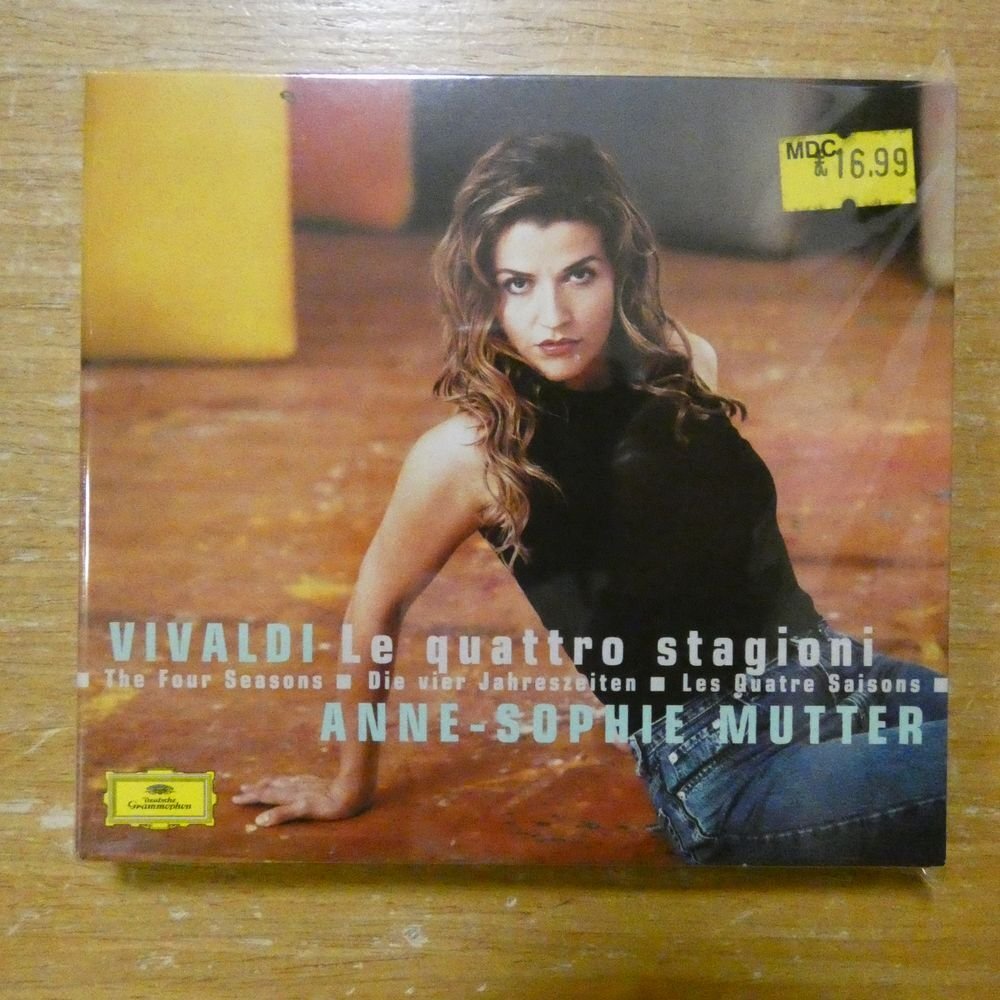 MDC
£16.99
VIVALDI-Le quattro stagioni
■ The Four Seasons ■ Die vier Jahreszeiten ■ Les Quatre Saisons ■
ANNE-SOPHIE MUTTER
Deutsche
Grammophon